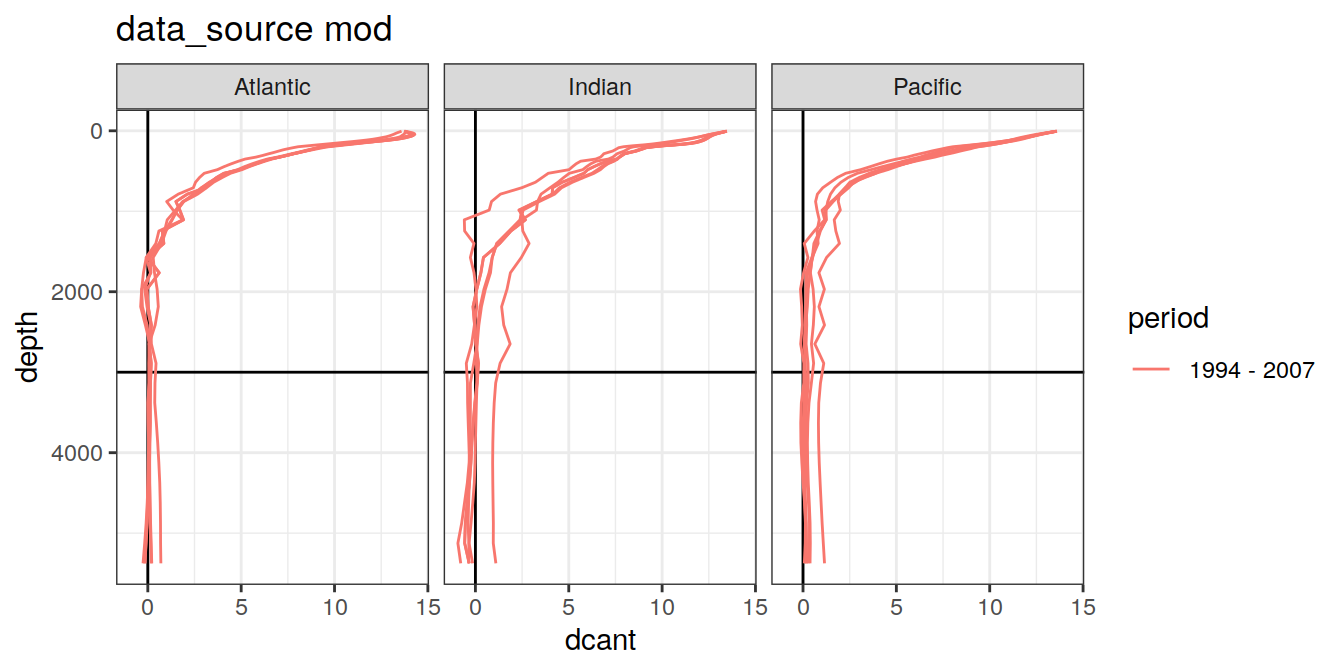 data_source mod
Atlantic Indian Pacific
0
2000
4000
depth
0 5 10 15 0 5 10 15 0 5 10 15
dcant
period
1994 - 2007